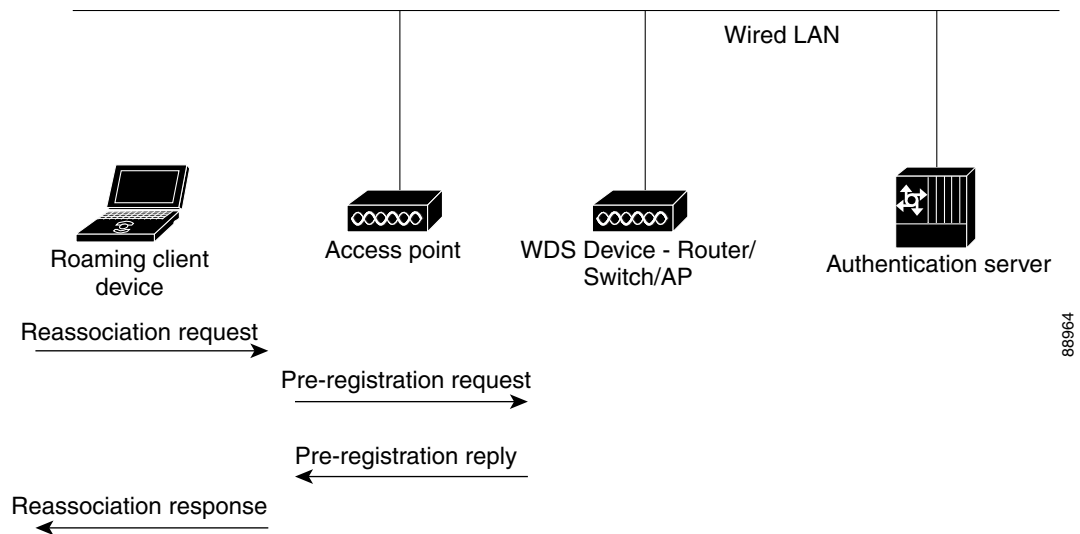 Wired LAN
Roaming client
device
Access point
WDS Device - Router/
Switch/AP
Authentication server
88964
Reassociation request
Pre-registration request
Pre-registration reply
Reassociation response